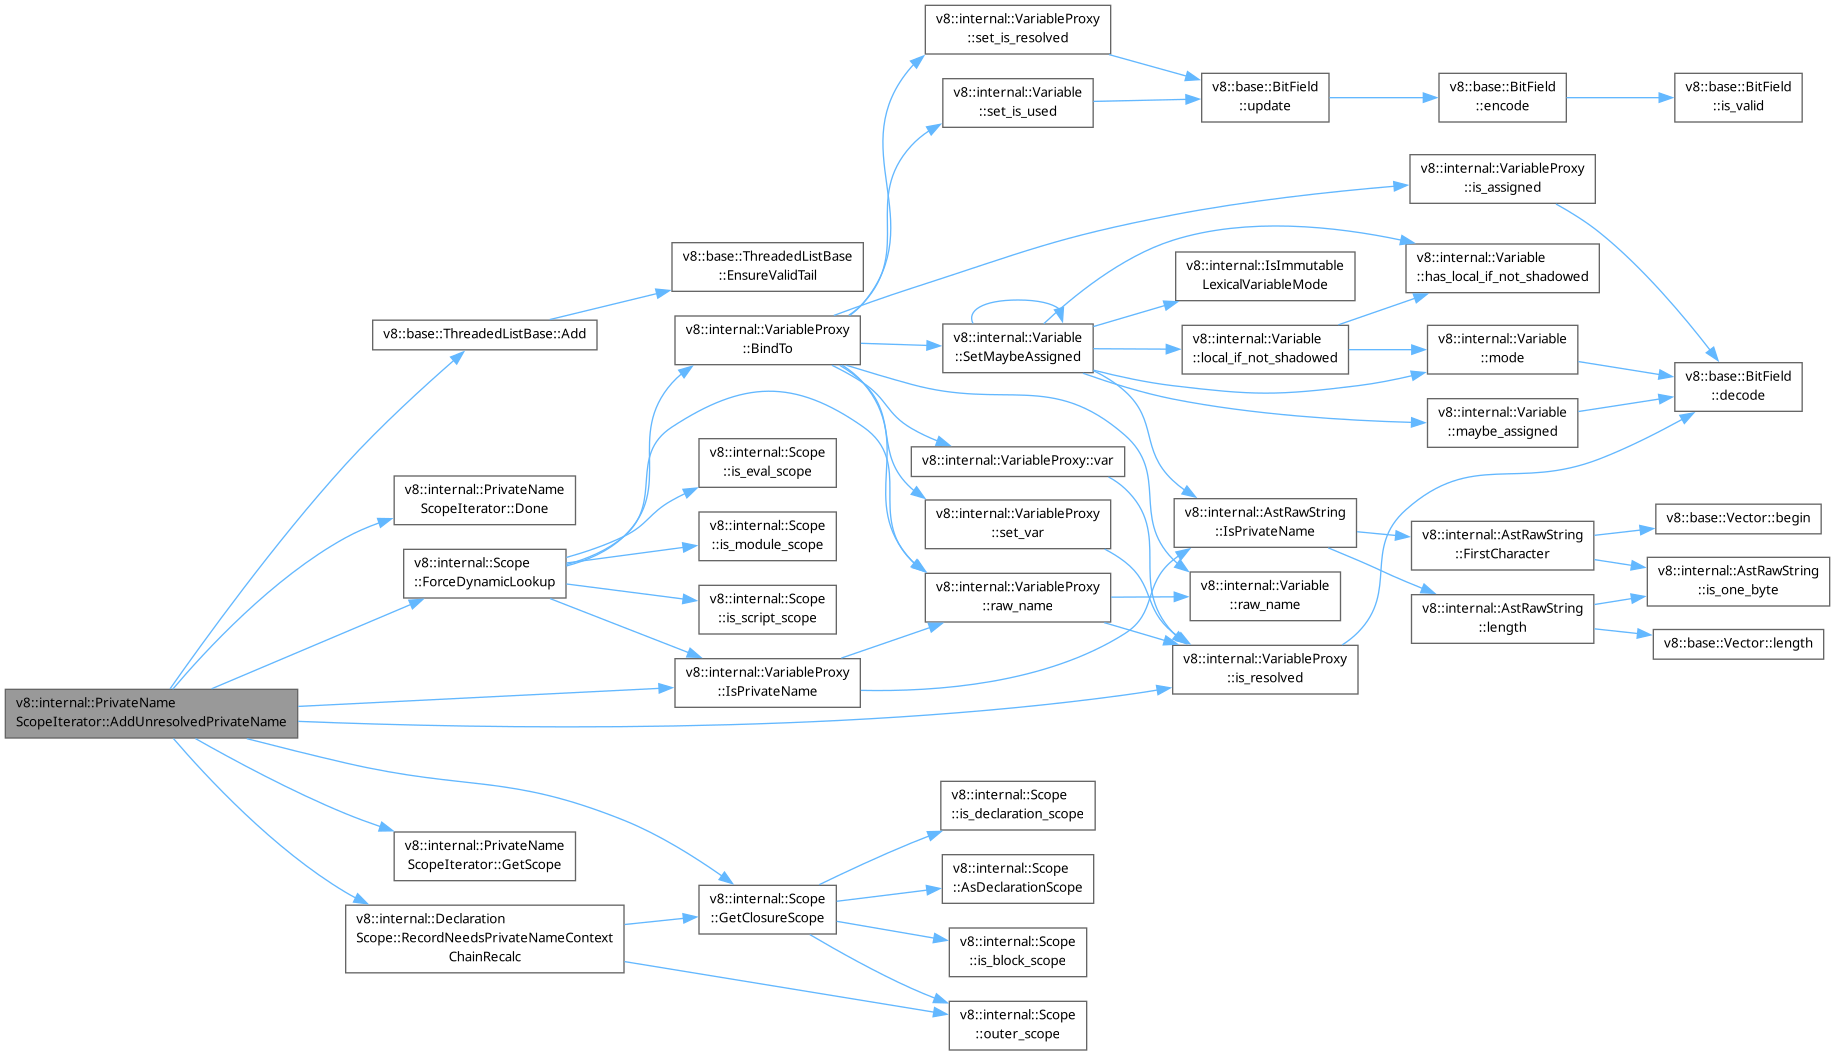 v8::internal::PrivateName
ScopeIterator::AddUnresolvedPrivateName
v8::base::ThreadedListBase::Add
v8::base::ThreadedListBase
::EnsureValidTail
v8::internal::PrivateName
ScopeIterator::Done
v8::internal::Scope
::ForceDynamicLookup
v8::internal::VariableProxy
::BindTo
v8::internal::Scope
::is_eval_scope
v8::internal::Scope
::is_module_scope
v8::internal::Scope
::is_script_scope
v8::internal::VariableProxy
::IsPrivateName
v8::internal::PrivateName
ScopeIterator::GetScope
v8::internal::Declaration
Scope::RecordNeedsPrivateNameContext
ChainRecalc
v8::internal::Scope
::GetClosureScope
v8::internal::VariableProxy
::set_is_resolved
v8::internal::Variable
::set_is_used
v8::internal::Variable
::SetMaybeAssigned
v8::internal::VariableProxy::var
v8::internal::VariableProxy
::set_var
v8::internal::VariableProxy
::raw_name
v8::internal::Scope
::is_declaration_scope
v8::internal::Scope
::AsDeclarationScope
v8::internal::Scope
::is_block_scope
v8::internal::Scope
::outer_scope
v8::base::BitField
::update
v8::internal::IsImmutable
LexicalVariableMode
v8::internal::Variable
::local_if_not_shadowed
v8::internal::AstRawString
::IsPrivateName
v8::internal::Variable
::raw_name
v8::internal::VariableProxy
::is_resolved
v8::base::BitField
::encode
v8::internal::VariableProxy
::is_assigned
v8::internal::Variable
::has_local_if_not_shadowed
v8::internal::Variable
::mode
v8::internal::Variable
::maybe_assigned
v8::internal::AstRawString
::FirstCharacter
v8::internal::AstRawString
::length
v8::base::BitField
::is_valid
v8::base::BitField
::decode
v8::base::Vector::begin
v8::internal::AstRawString
::is_one_byte
v8::base::Vector::length